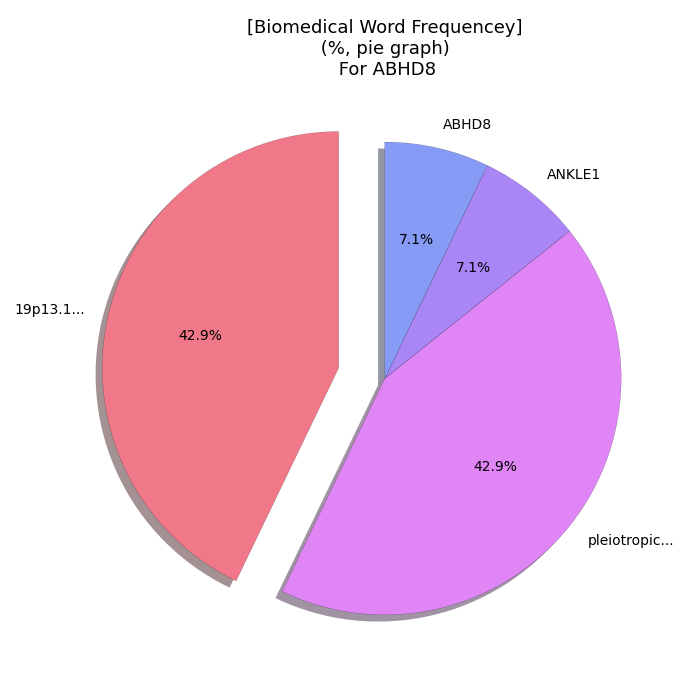 [Biomedical Word Frequencey]
(%, pie graph)
For ABHD8
ABHD8
ANKLE1
7.1%
7.1%
19p13.1...
42.9%
42.9%
pleiotropic...